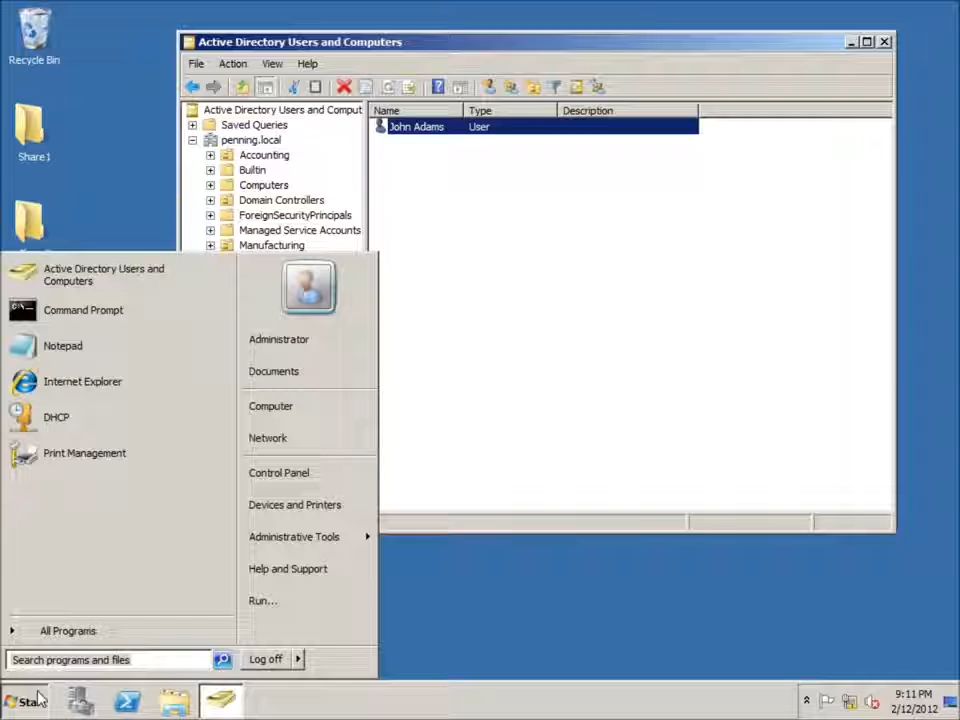 Recycle Bin
Share1
Active Directory Users and Computers
File Action View Help
Active Directory Users and Comput
Saved Queries
penning.local
Accounting
Builtin
Computers
Domain Controllers
ForeignSecurityPrincipals
Managed Service Accounts
Manufacturing
Name Type Description
John Adams User
Active Directory Users and
Computers
Command Prompt
Notepad
Internet Explorer
DHCP
Print Management
All Programs
Search programs and files
Administrator
Documents
Computer
Network
Control Panel
Devices and Printers
Administrative Tools
Help and Support
Run...
Log off
9:11 PM
2/12/2012